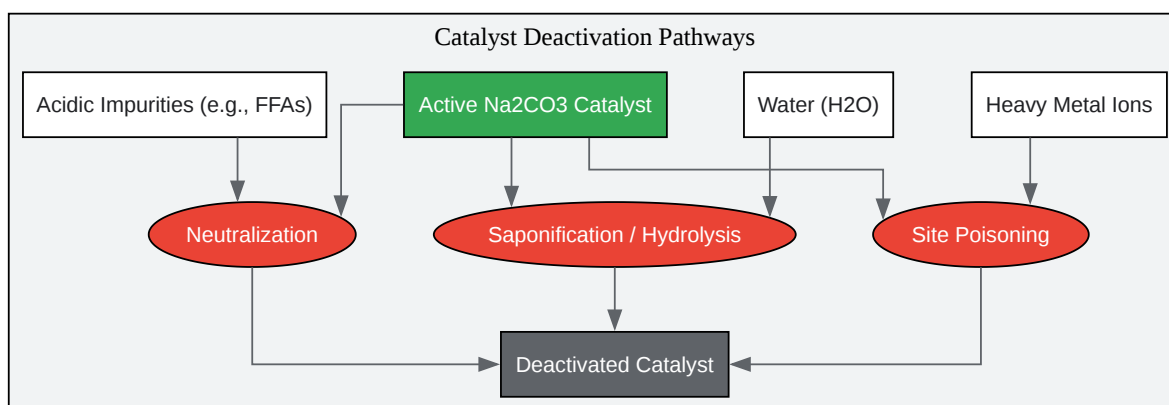 Catalyst Deactivation Pathways
Acidic Impurities (e.g., FFAs)
Active Na2CO3 Catalyst
Water (H2O)
Heavy Metal Ions
Neutralization
Saponification / Hydrolysis
Site Poisoning
Deactivated Catalyst